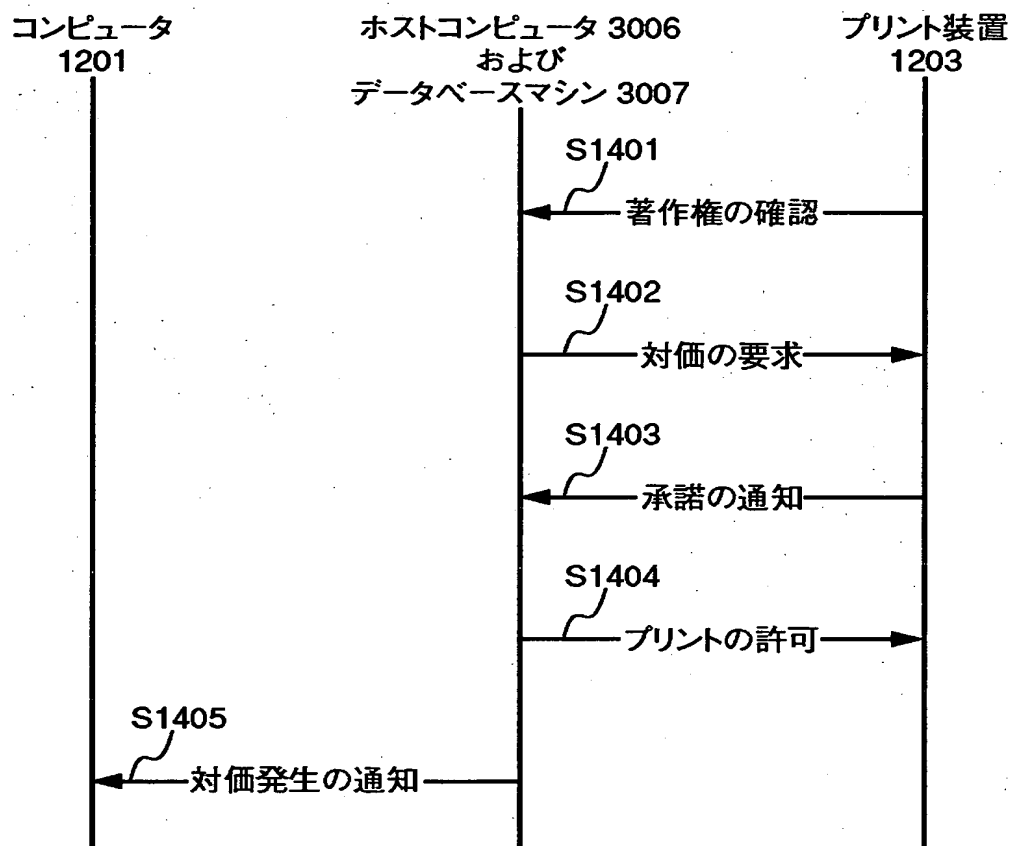 コンピュータ
1201
ホストコンピュータ 3006
および
データベースマシン 3007
プリント装置
1203
S1401
著作権の確認
S1402
対価の要求
S1403
承諾の通知
S1404
プリントの許可
S1405
対価発生の通知